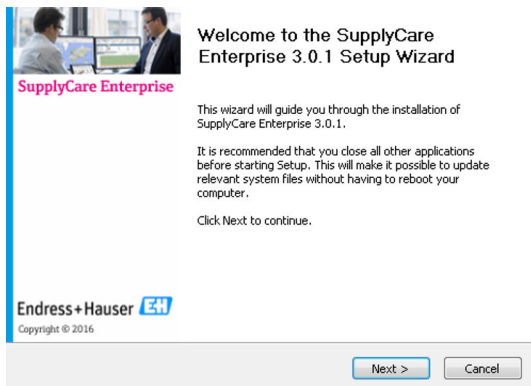 Welcome to the SupplyCare
Enterprise 3.0.1 Setup Wizard
SupplyCare Enterprise
This wizard will guide you through the installation of
SupplyCare Enterprise 3.0.1.
It is recommended that you close all other applications
before starting Setup. This will make it possible to update
relevant system files without having to reboot your
computer.
Click Next to continue.
Endress+Hauser EH
Copyright © 2016
Next >
Cancel